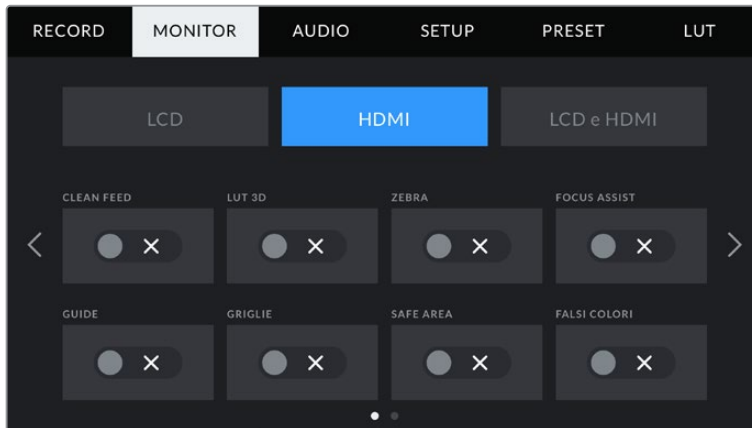 RECORD MONITOR AUDIO SETUP PRESET LUT
LCD HDMI LCD e HDMI
CLEAN FEED LUT 3D ZEBRA FOCUS ASSIST
GUIDE GRIGLIE SAFE AREA FALSI COLORI